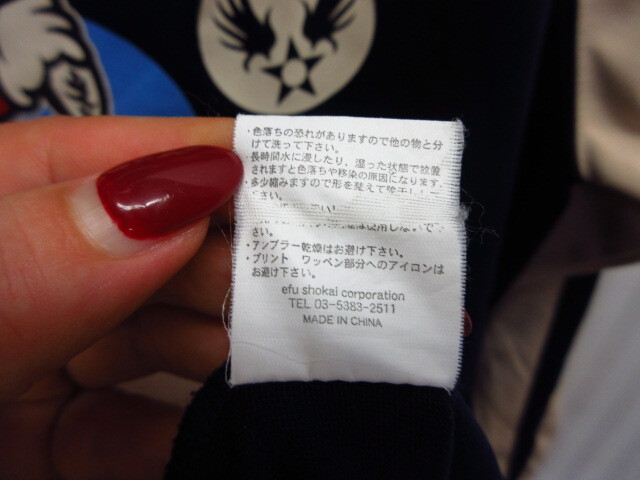 ・色落ちの恐れがありますので他の物と分
けて洗って下さい。
・長時間水に浸したり、湿った状態で放置
されますと色落ちや移染の原因になります。
・多少縮みますので形を整えて
さい。
さい。
・アンブラー乾燥はお避け下さい。
・プリント　ワッペン部分へのアイロンは
お避け下さい。
efu shokai corporation
TEL 03-5383-2511
MADE IN CHINA